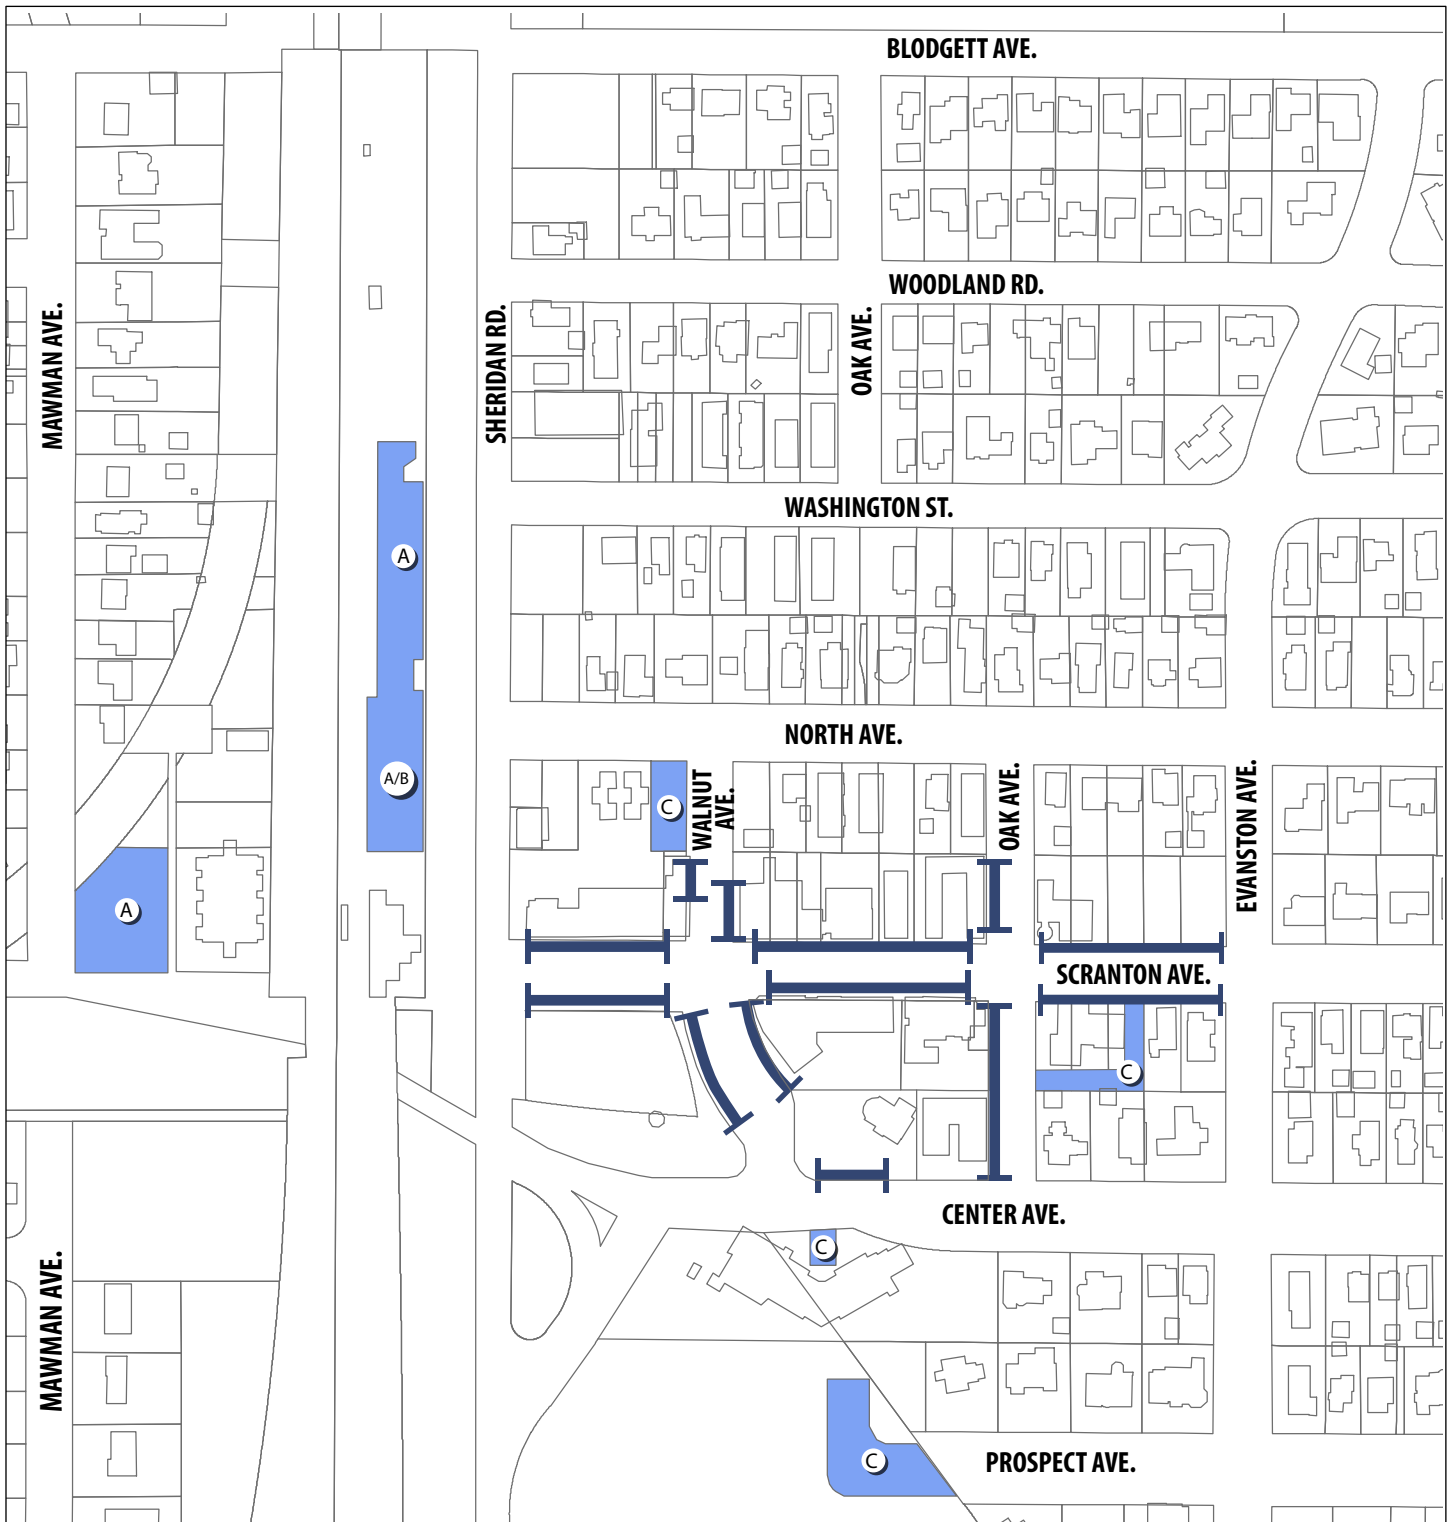 BLODGETT AVE.
WOODLAND RD.
MAWMAN AVE.
SHERIDAN RD.
OAK AVE.
WASHINGTON ST.
A
NORTH AVE.
A/B
C
WALNUT
AVE.
OAK AVE.
EVANSTON AVE.
A
SCRANTON AVE.
C
CENTER AVE.
C
MAWMAN AVE.
C
PROSPECT AVE.